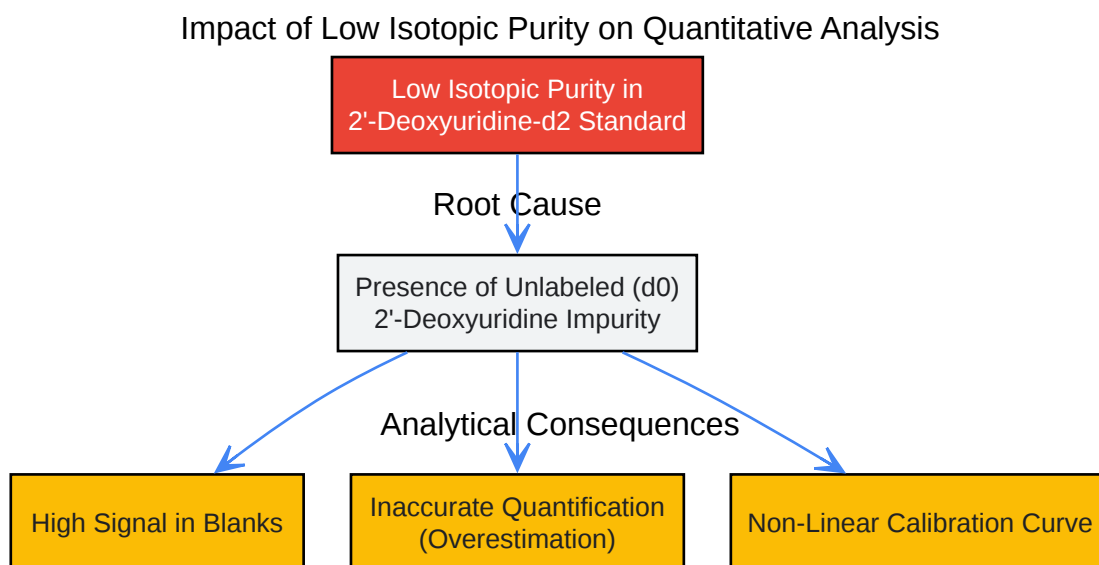 Impact of Low Isotopic Purity on Quantitative Analysis
Low Isotopic Purity in
2'-Deoxyuridine-d2 Standard
Root Cause
Presence of Unlabeled (d0)
2'-Deoxyuridine Impurity
Analytical Consequences
High Signal in Blanks
Inaccurate Quantification
(Overestimation)
Non-Linear Calibration Curve